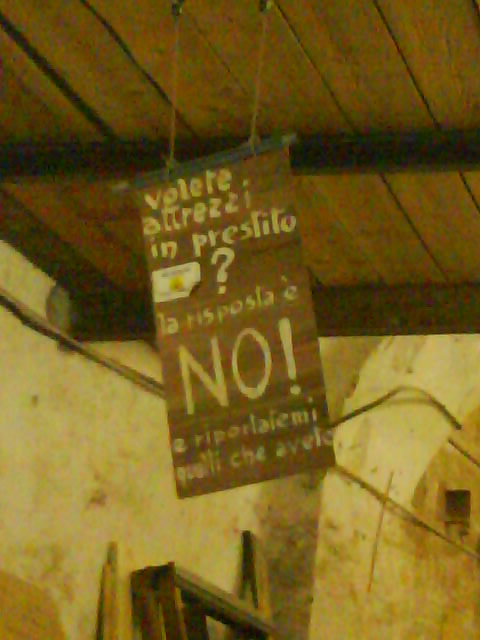 volete
attrezzi
in prestito
?
la risposta è
NO!
e riportatemi
quelli che avete